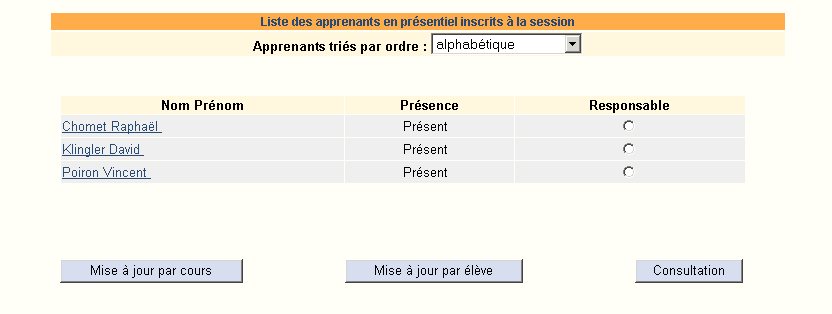 Liste des apprenants en présentiel inscrits à la session
Apprenants triés par ordre : alphabétique
Nom Prénom Présence Responsable
Chomet Raphaël Présent
Klingler David Présent
Poiron Vincent Présent
Mise à jour par cours Mise à jour par élève Consultation